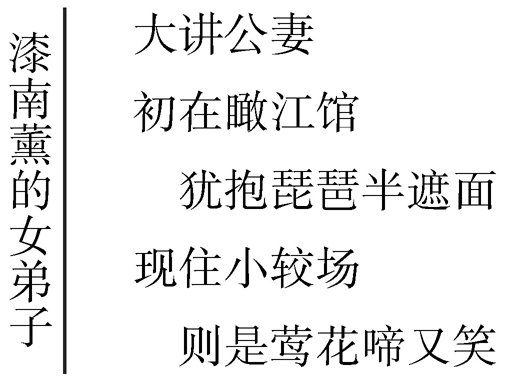 漆南薰的女弟子
大讲公妻
初在瞰江馆
犹抱琵琶半遮面
现住小较场
则是莺花啼又笑